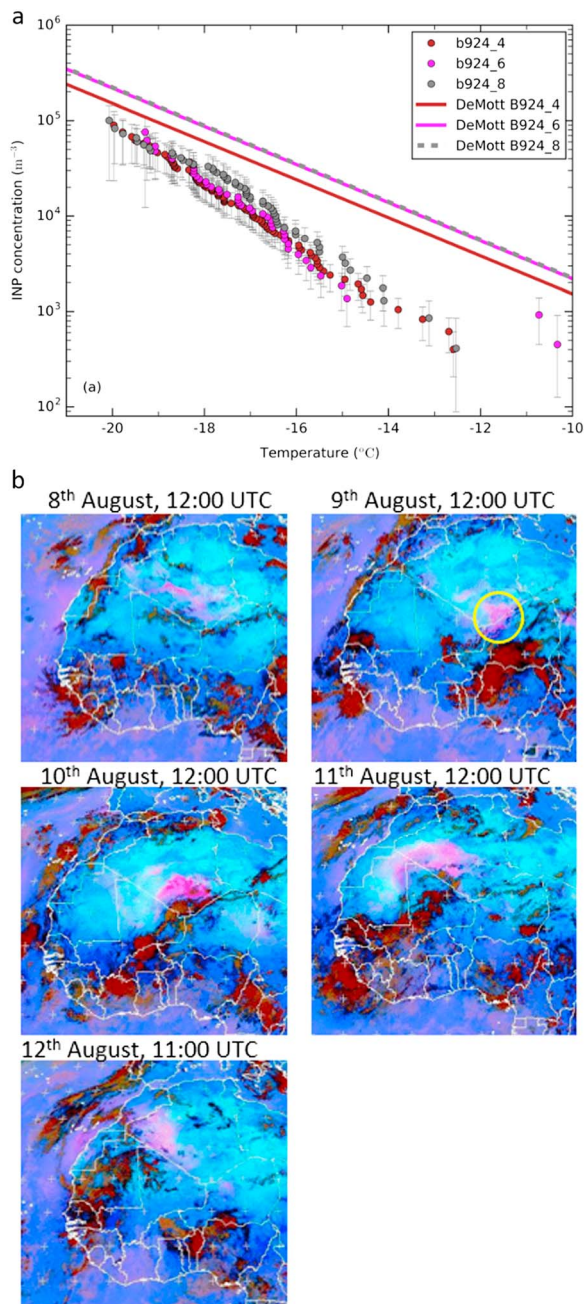 a
10^6
b924_4
b924_6
b924_8
DeMott B924_4
DeMott B924_6
DeMott B924_8
10^5
INP concentration (m^−3)
10^4
10^3
10^2
(a)
-20 -18 -16 -14 -12 -10
Temperature (°C)
b
8th August, 12:00 UTC
9th August, 12:00 UTC
10th August, 12:00 UTC
11th August, 12:00 UTC
12th August, 11:00 UTC